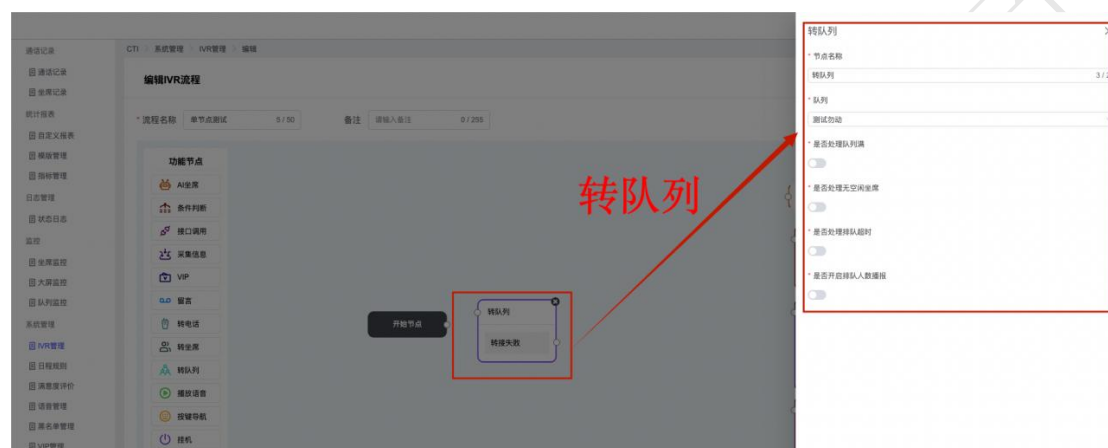 通话记录
通话记录
坐席记录
统计报表
自定义报表
模版管理
指标管理
日志管理
状态日志
监控
坐席监控
大屏监控
队列监控
系统管理
IVR管理
日程规则
满意度评价
语音管理
黑名单管理
VIP管理
CTI
系统管理
IVR管理
编辑
编辑IVR流程
* 流程名称
单节点测试
5 / 50
备注
请输入备注
0 / 255
功能节点
AI坐席
条件判断
接口调用
采集信息
VIP
留言
转电话
转坐席
转队列
播放语音
按键导航
挂机
开始节点
转队列
转接失败
转队列
转队列
* 节点名称
转队列
3 / 2
* 队列
测试勿动
* 是否处理队列满
* 是否处理无空闲坐席
* 是否处理排队超时
* 是否开启排队人数播报